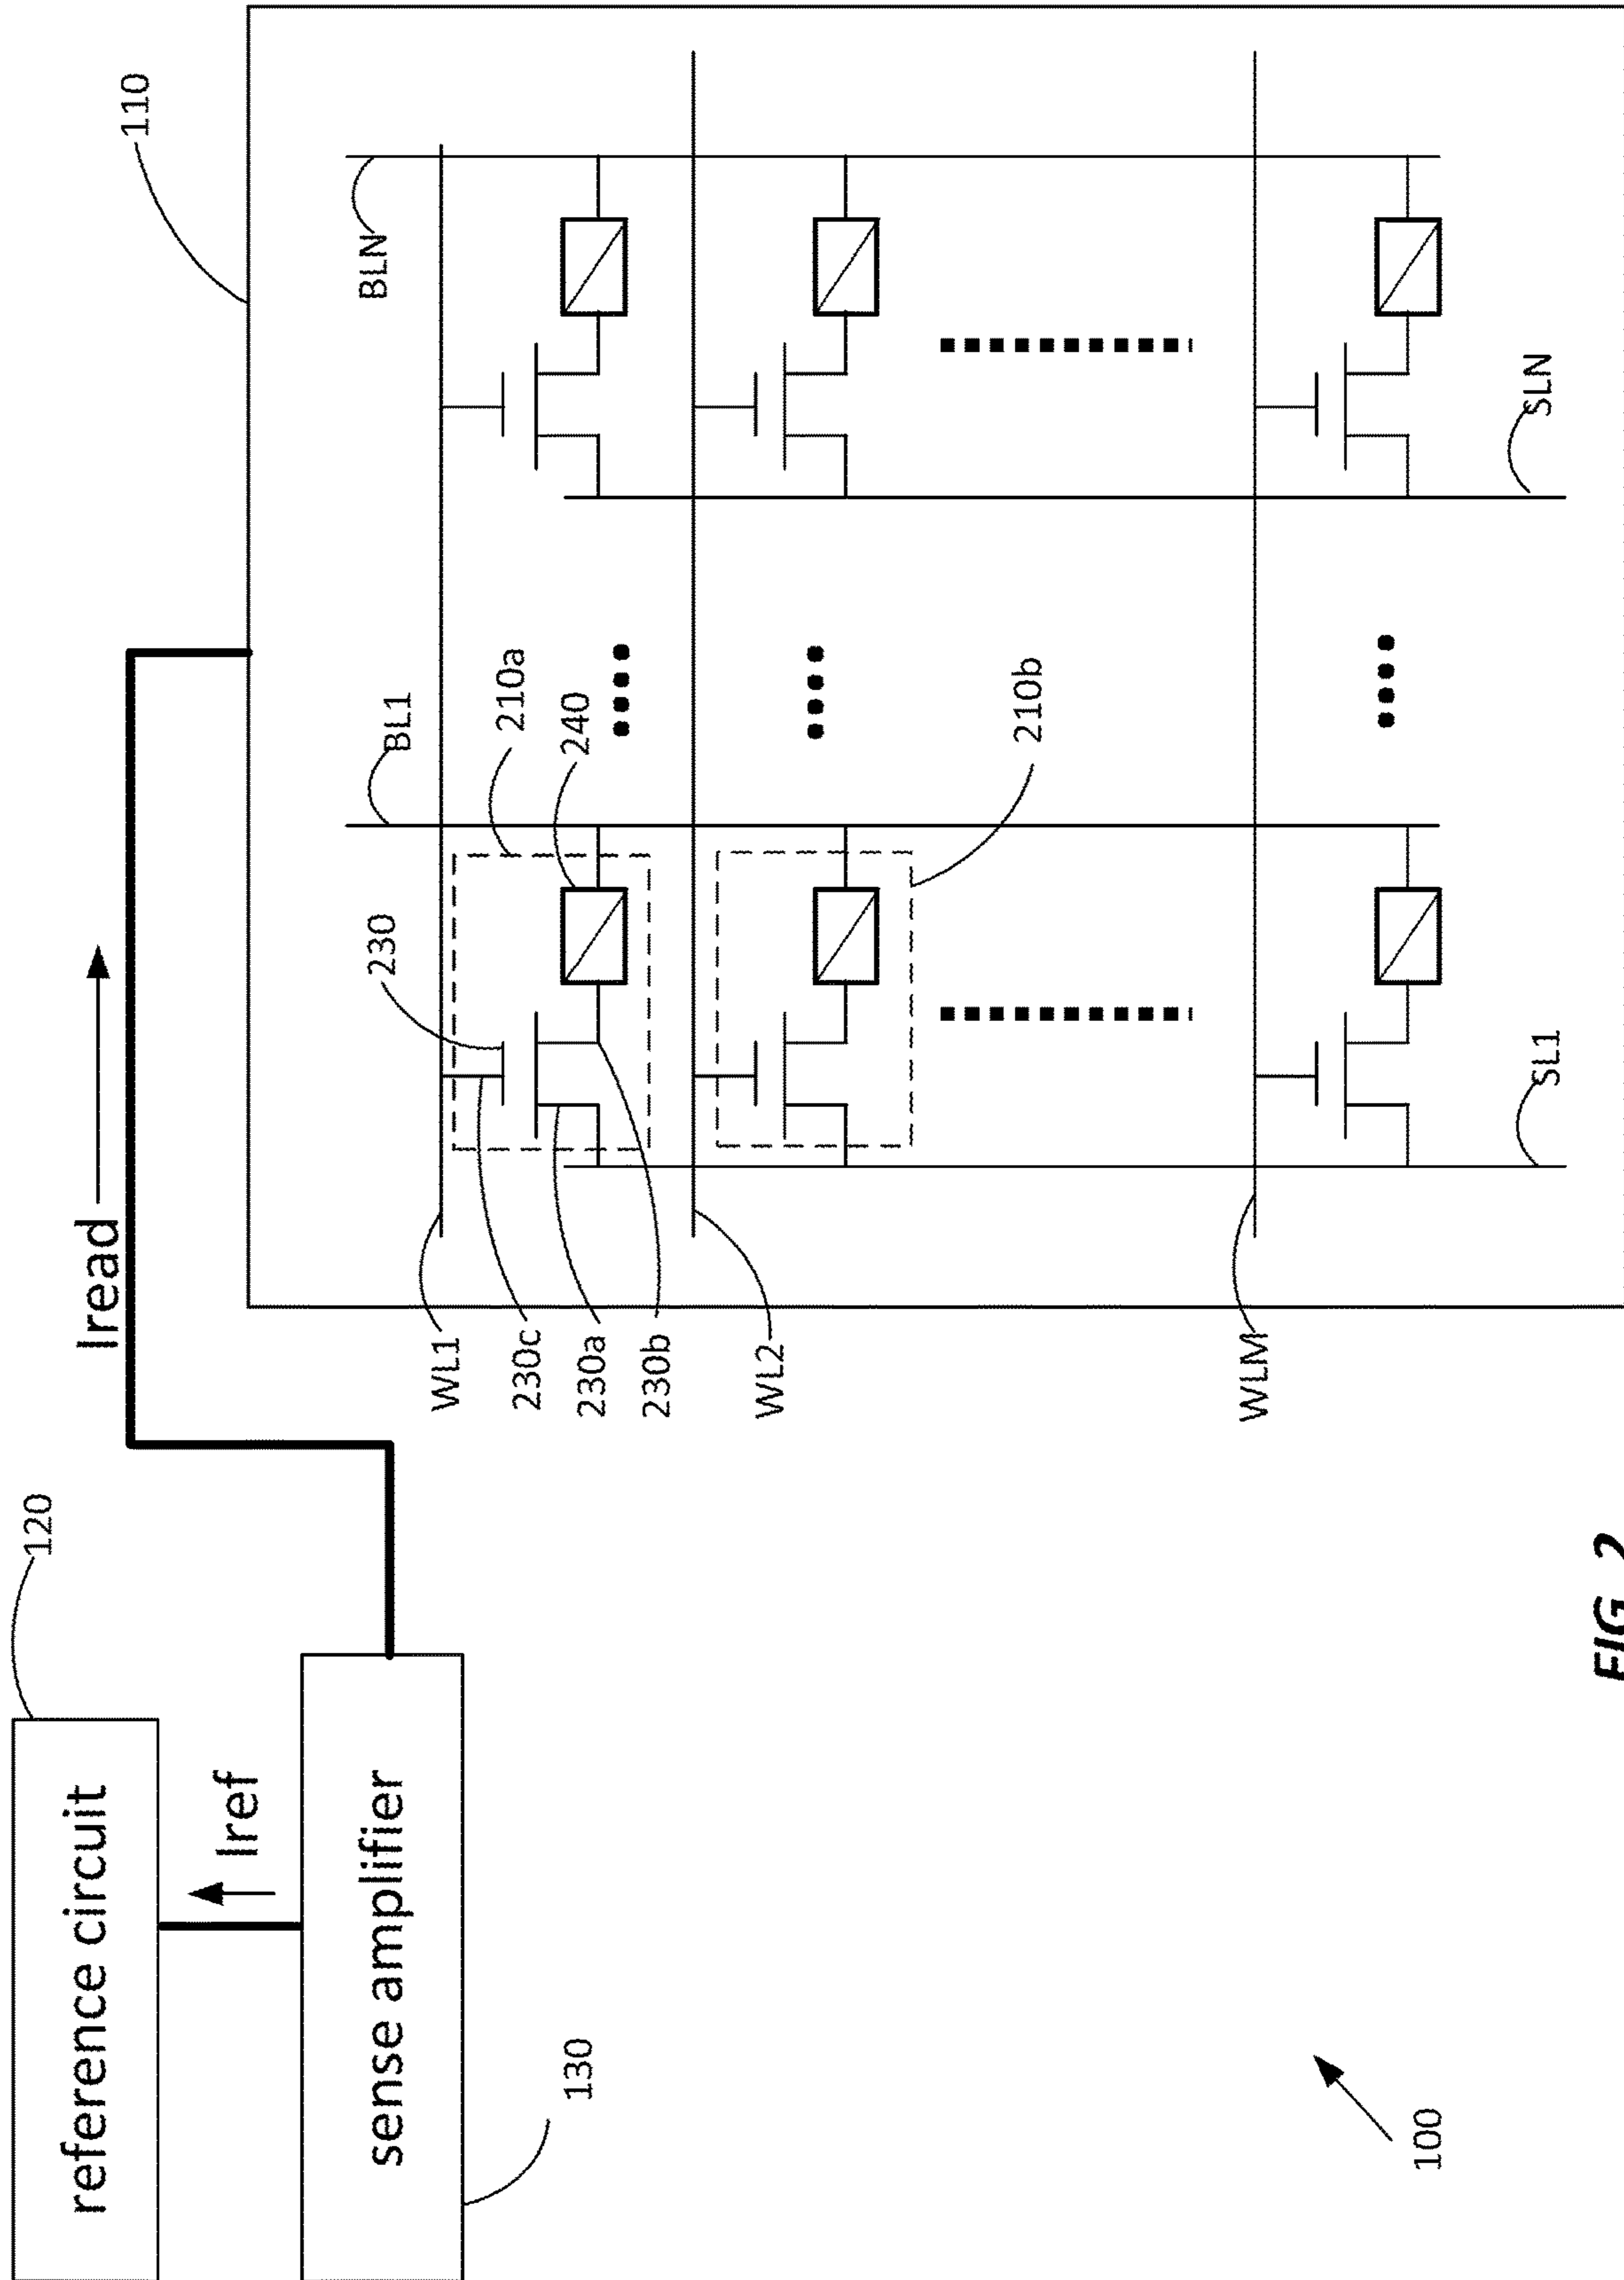 reference circuit
120
Iref
sense amplifier
130
Iread
110
WL1
230c
230a
230b
WL2
WLM
230
BL1
210a
240
210b
BLN
SL1
SLN
100
FIG. 2